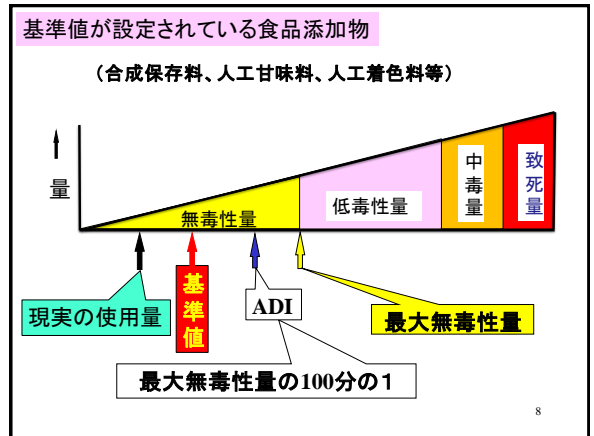 基準値が設定されている食品添加物
（合成保存料、人工甘味料、人工着色料等）
量
無毒性量
低毒性量
中毒量
致死量
現実の使用量
基準値
ADI
最大無毒性量
最大無毒性量の100分の１
8